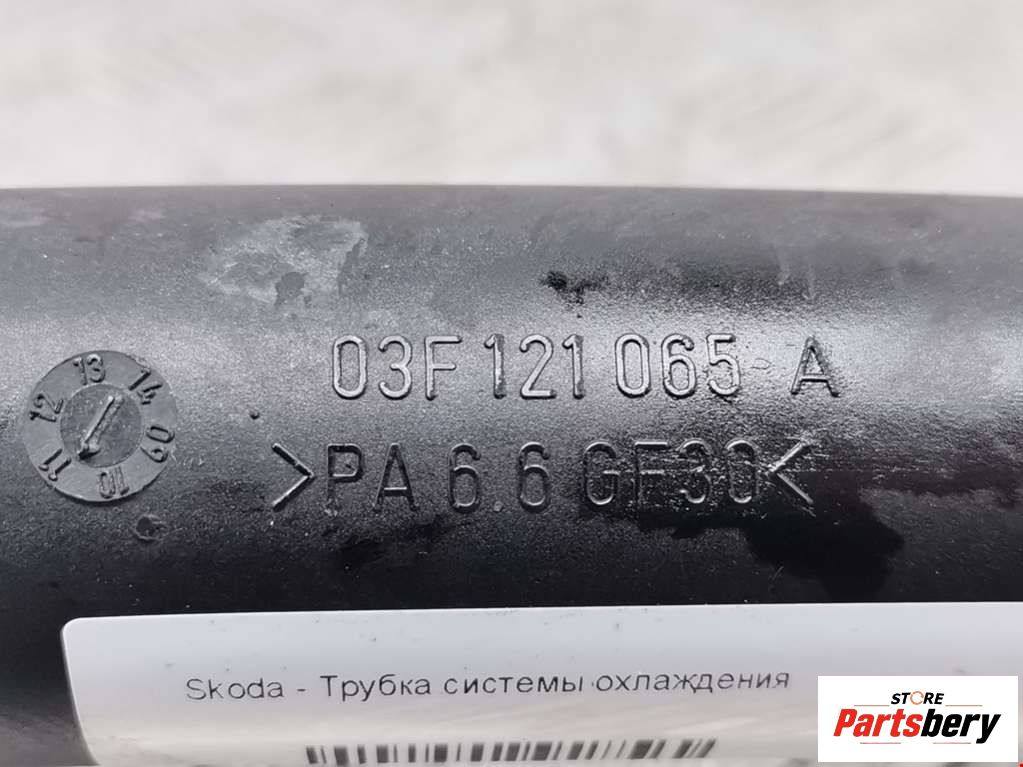 03F 121 065 A
13
14
12
09
11
10
>PA 6.6 GF30<
Skoda - Трубка системы охлаждения
STORE
Partsbery